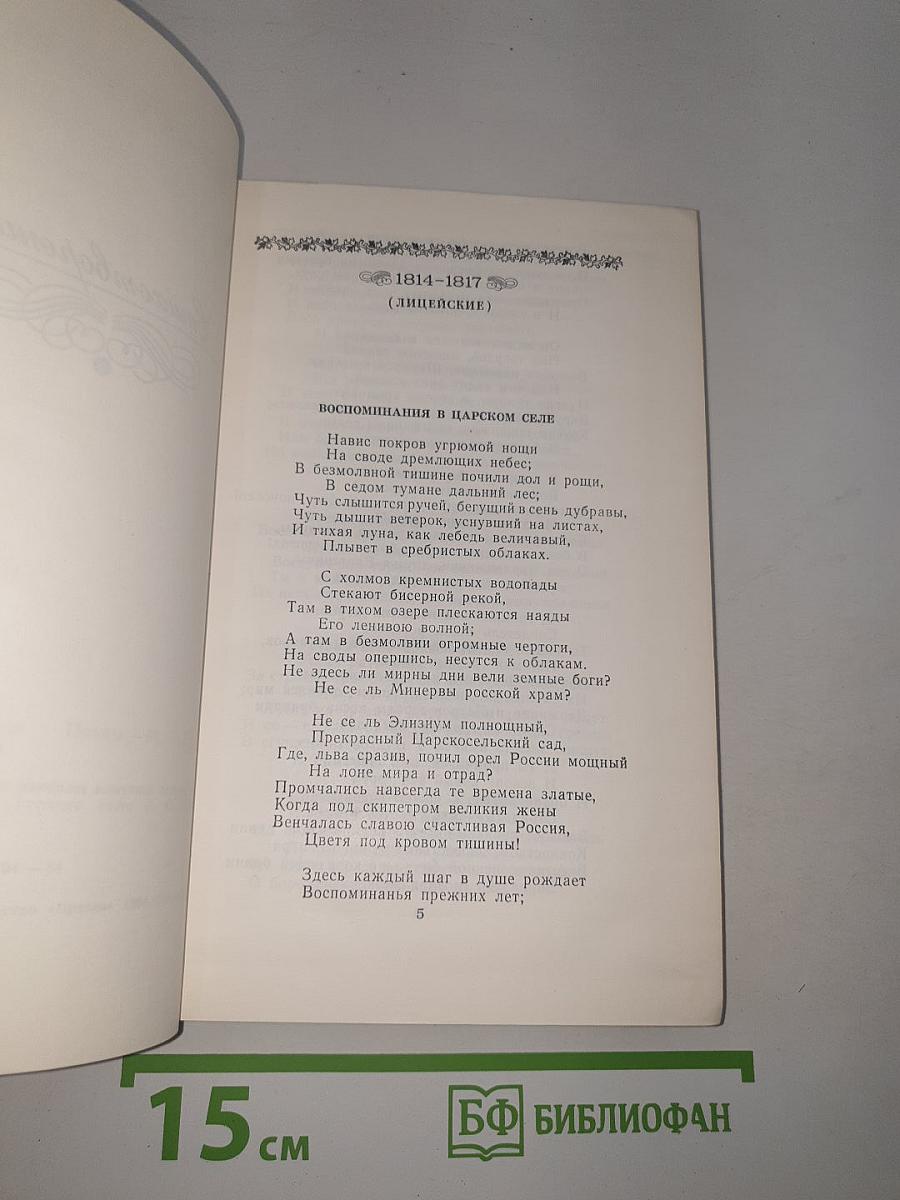 1814–1817
(ЛИЦЕЙСКИЕ)
ВОСПОМИНАНИЯ В ЦАРСКОМ СЕЛЕ
Навис покров угрюмой нощи
На своде дремлющих небес;
В безмолвной тишине почили дол и рощи,
В седом тумане дальний лес;
Чуть слышится ручей, бегущий в сень дубравы,
Чуть дышит ветерок, уснувший на листах,
И тихая луна, как лебедь величавый,
Плывет в сребристых облаках.
С холмов кремнистых водопады
Стекают бисерной рекой,
Там в тихом озере плескаются наяды
Его ленивою волной;
А там в безмолвии огромные чертоги,
На своды опершись, несутся к облакам.
Не здесь ли мирны дни вели земные боги?
Не се ль Минервы росской храм?
Не се ль Элизиум полнощный,
Прекрасный Царскосельский сад,
Где, льва сразив, почил орел России мощный
На лоне мира и отрад?
Промчались навсегда те времена златые,
Когда под скипетром великия жены
Венчалась славою счастливая Россия,
Цветя под кровом тишины!
Здесь каждый шаг в душе рождает
Воспоминанья прежних лет;
5
15 см
БФ БИБЛИОФАН